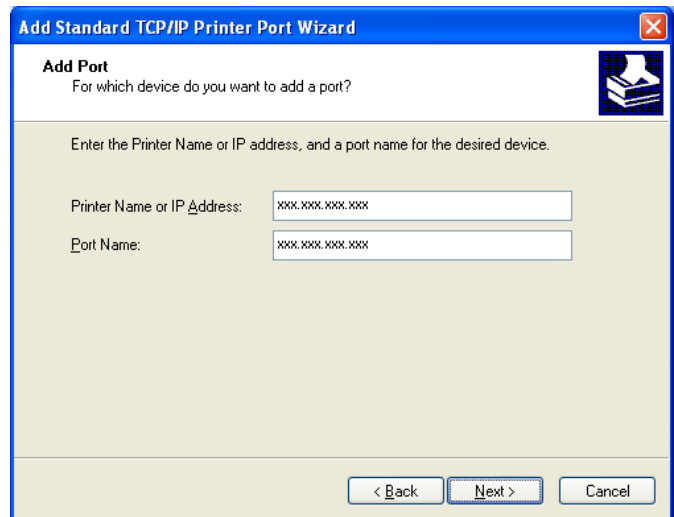 Add Standard TCP/IP Printer Port Wizard
Add Port
For which device do you want to add a port?
Enter the Printer Name or IP address, and a port name for the desired device.
Printer Name or IP Address: xxx.xxx.xxx.xxx
Port Name: xxx.xxx.xxx.xxx
< Back Next > Cancel